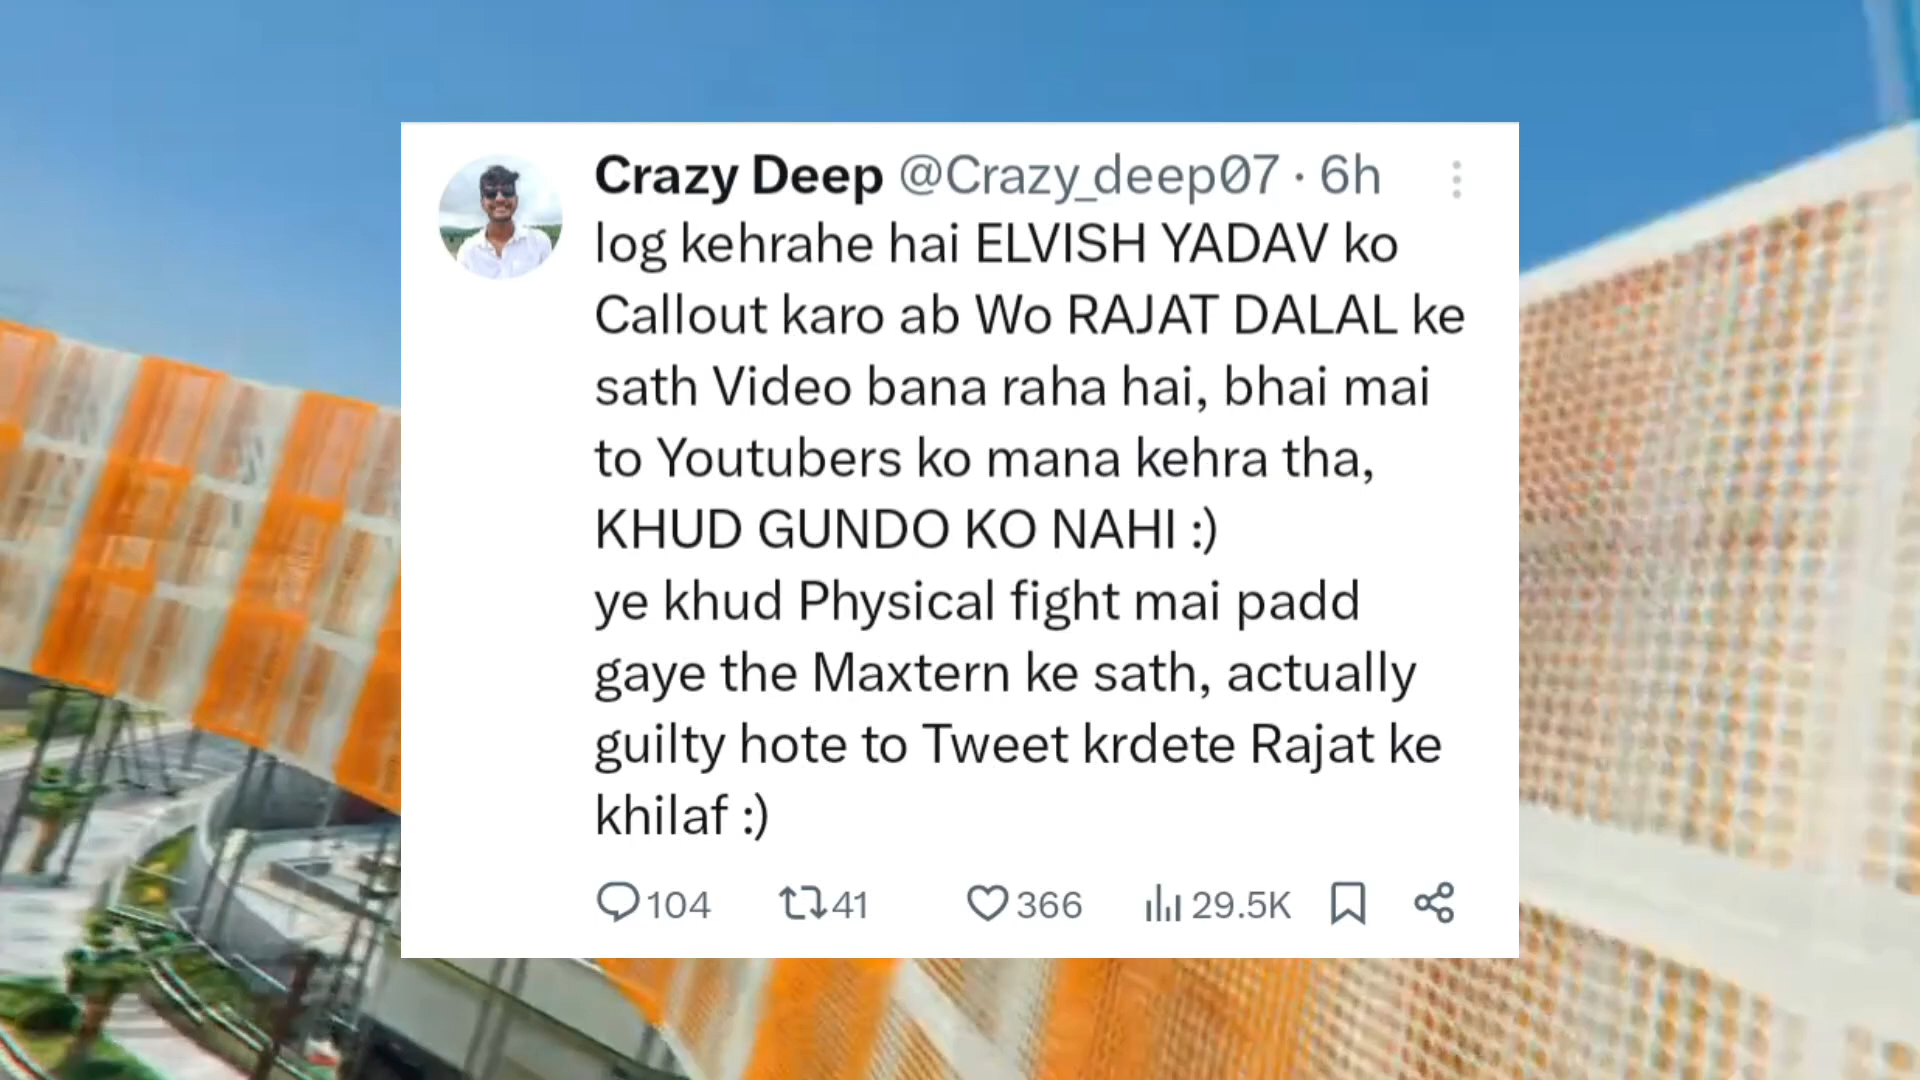 Crazy Deep @Crazy_deep07 · 6h
log kehrahe hai ELVISH YADAV ko
Callout karo ab Wo RAJAT DALAL ke
sath Video bana raha hai, bhai mai
to Youtubers ko mana kehra tha,
KHUD GUNDO KO NAHI :)
ye khud Physical fight mai padd
gaye the Maxtern ke sath, actually
guilty hote to Tweet krdete Rajat ke
khilaf :)
104 41 366 29.5K